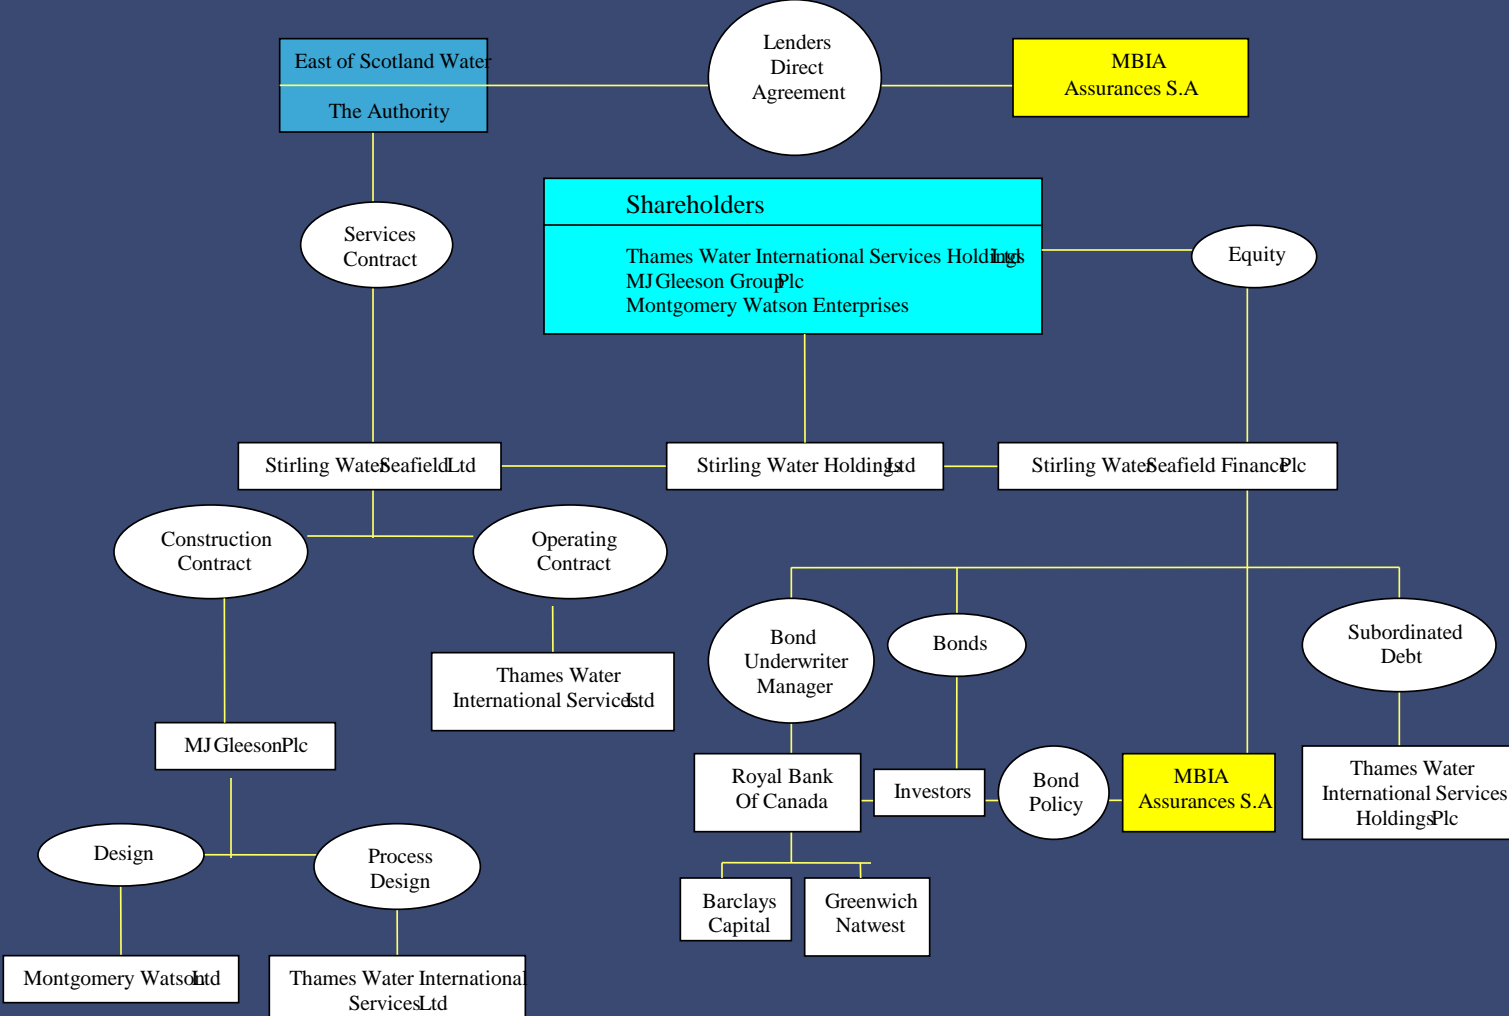 Lenders
Direct
Agreement
East of Scotland Water
The Authority
MBIA
Assurances S.A
Shareholders
Thames Water International Services Holdings Ltd
MJ Gleeson Group Plc
Montgomery Watson Enterprises
Services
Contract
Equity
Stirling Water Seafield Ltd
Stirling Water Holdings Ltd
Stirling Water Seafield Finance Plc
Construction
Contract
Operating
Contract
Thames Water
International Services Ltd
MJ Gleeson Plc
Bond
Underwriter
Manager
Bonds
Subordinated
Debt
Royal Bank
Of Canada
Investors
Bond
Policy
MBIA
Assurances S.A
Thames Water
International Services
Holdings Plc
Design
Process
Design
Barclays
Capital
Greenwich
Natwest
Montgomery Watson Ltd
Thames Water International
Services Ltd